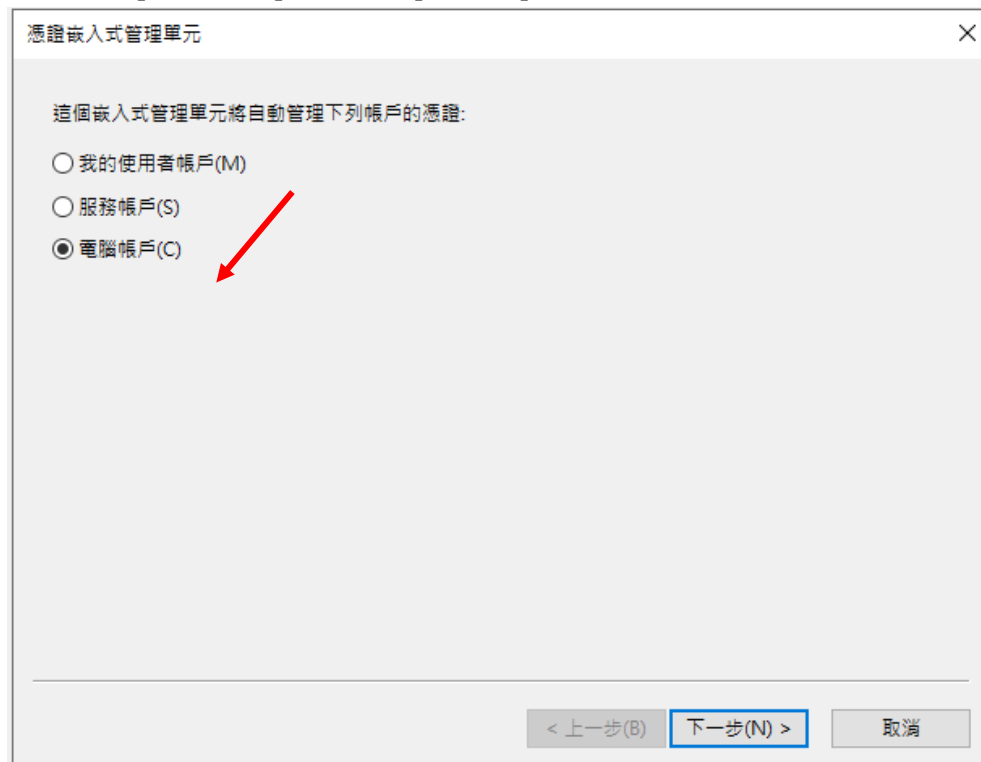 憑證嵌入式管理單元
這個嵌入式管理單元將自動管理下列帳戶的憑證:
我的使用者帳戶(M)
服務帳戶(S)
電腦帳戶(C)
< 上一步(B) 下一步(N) > 取消